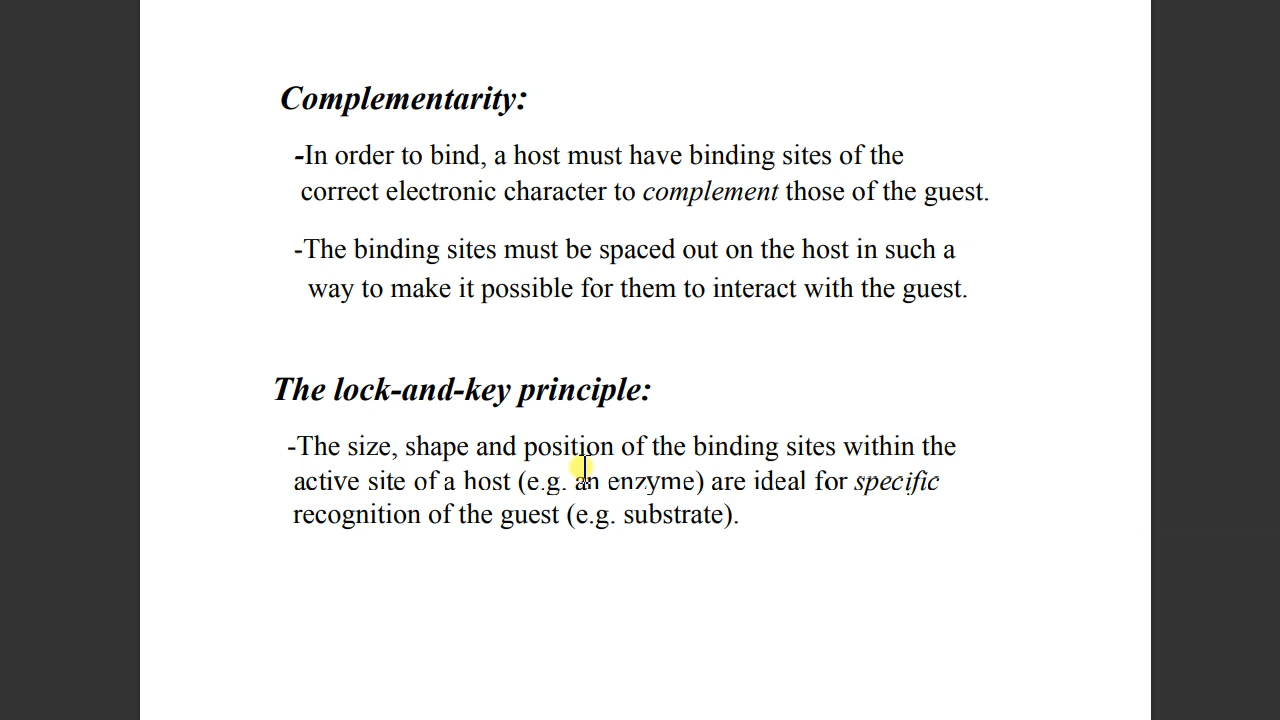 Complementarity:
-In order to bind, a host must have binding sites of the
correct electronic character to complement those of the guest.
-The binding sites must be spaced out on the host in such a
way to make it possible for them to interact with the guest.
The lock-and-key principle:
-The size, shape and position of the binding sites within the
active site of a host (e.g. an enzyme) are ideal for specific
recognition of the guest (e.g. substrate).